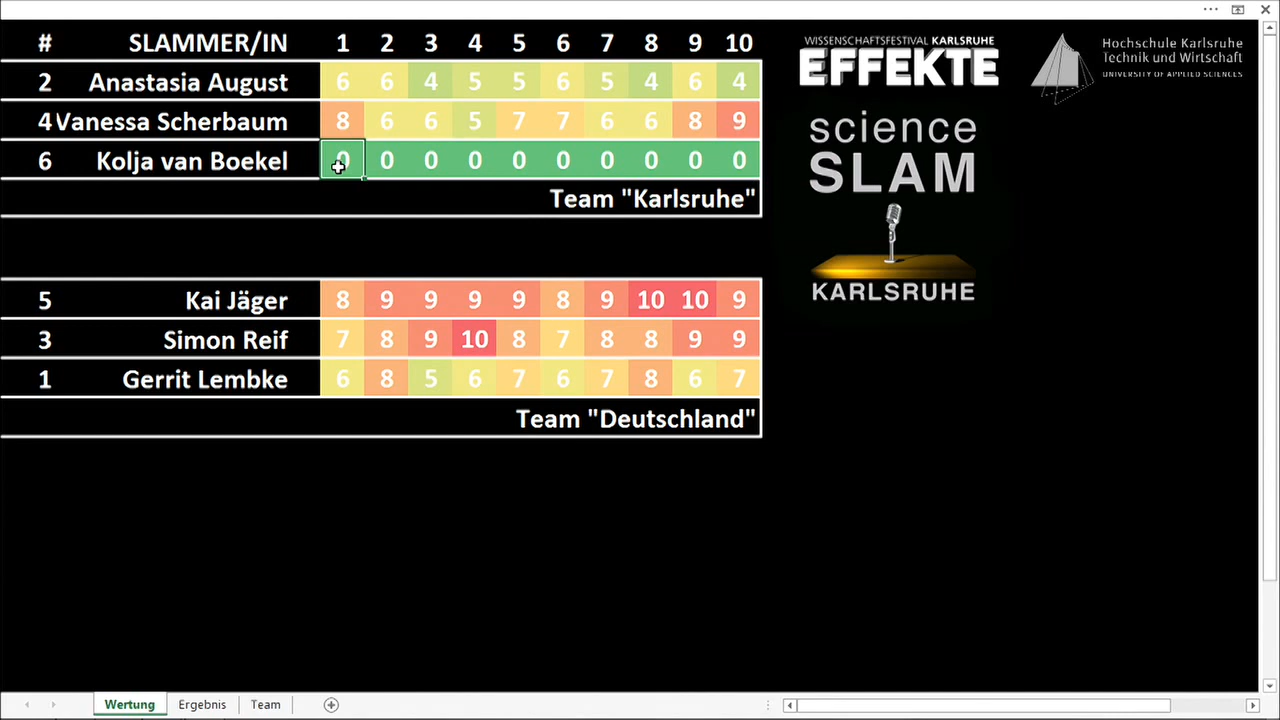 # SLAMMER/IN 1 2 3 4 5 6 7 8 9 10
2 Anastasia August 6 6 4 5 5 6 5 4 6 4
4 Vanessa Scherbaum 8 6 6 5 7 7 6 6 8 9
6 Kolja van Boekel 0 0 0 0 0 0 0 0 0 0
Team "Karlsruhe"
5 Kai Jäger 8 9 9 9 9 8 9 10 10 9
3 Simon Reif 7 8 9 10 8 7 8 8 9 9
1 Gerrit Lembke 6 8 5 6 7 6 7 8 6 7
Team "Deutschland"
WISSENSCHAFTSFESTIVAL KARLSRUHE
EFFEKTE
Hochschule Karlsruhe
Technik und Wirtschaft
UNIVERSITY OF APPLIED SCIENCES
science
SLAM
KARLSRUHE
Wertung Ergebnis Team